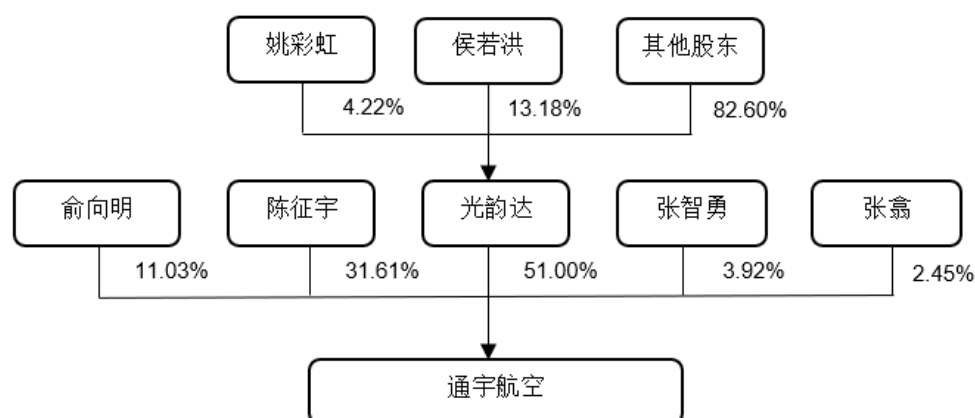 姚彩虹 侯若洪 其他股东
4.22% 13.18% 82.60%
俞向明 陈征宇 光韵达 张智勇 张翕
11.03% 31.61% 51.00% 3.92% 2.45%
通宇航空